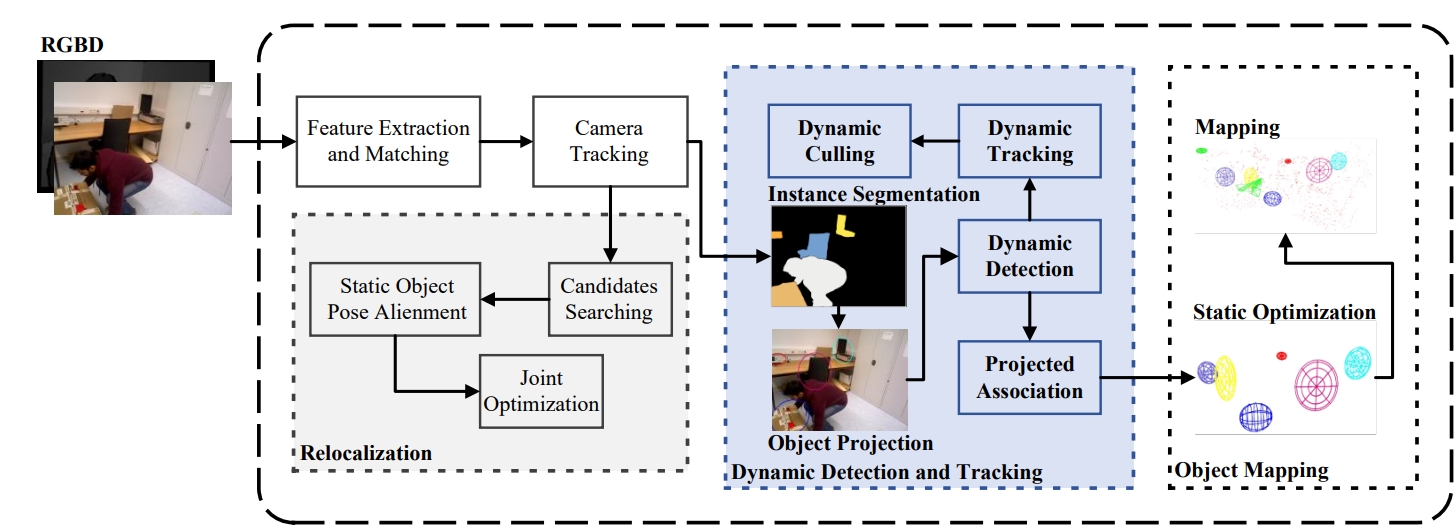 RGBD
Feature Extraction
and Matching
Camera
Tracking
Static Object
Pose Alienment
Candidates
Searching
Joint
Optimization
Relocalization
Dynamic
Culling
Dynamic
Tracking
Instance Segmentation
Dynamic
Detection
Projected
Association
Object Projection
Dynamic Detection and Tracking
Mapping
Static Optimization
Object Mapping